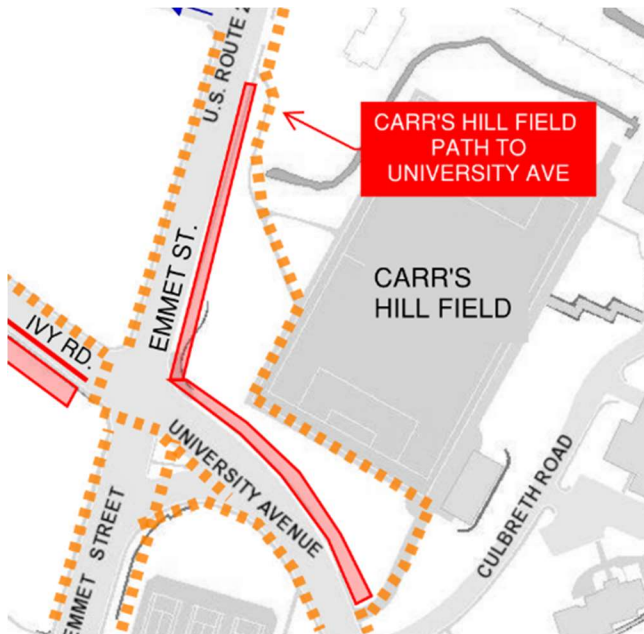 U.S. ROUTE 2
CARR'S HILL FIELD
PATH TO
UNIVERSITY AVE
EMMET ST.
CARR'S
HILL FIELD
IVY RD.
UNIVERSITY AVENUE
CULBRETH ROAD
EMMET STREET